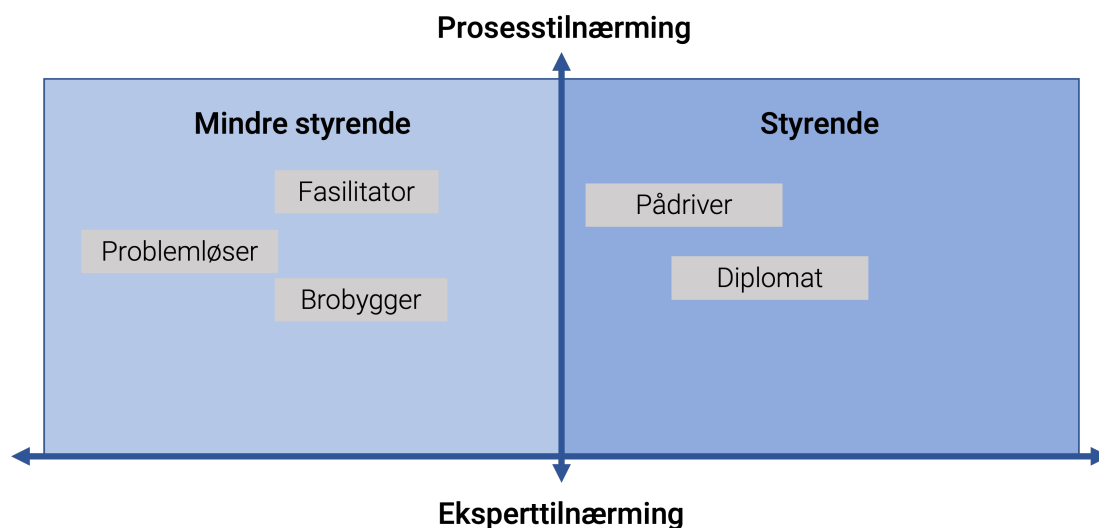 Prosesstilnærming
Mindre styrende
Styrende
Fasilitator
Pådriver
Problemløser
Diplomat
Brobygger
Eksperttilnærming